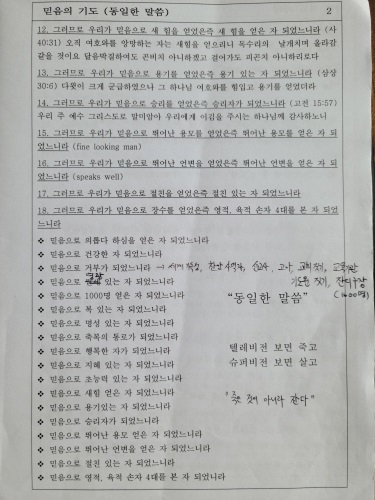 믿음의 기도 (동일한 말씀) 2
12. 그러므로 우리가 믿음으로 새 힘을 얻었은즉 새 힘을 얻은 자 되었느니라 (사
40:31) 오직 여호와를 앙망하는 자는 새힘을 얻으리니 독수리의 날개치며 올라감
같을 것이요 달음박질하여도 곤비치 아니하겠고 걸어가도 피곤치 아니하리로다
13. 그러므로 우리가 믿음으로 용기를 얻었은즉 용기 있는 자 되었느니라 (삼상
30:6) 다윗이 크게 군급하였으나 그 하나님 여호와를 힘입고 용기를 얻었더라
14. 그러므로 우리가 믿음으로 승리를 얻었은즉 승리자가 되었느니라 (고전 15:57)
우리 주 예수 그리스도로 말미암아 우리에게 이김을 주시는 하나님께 감사하노니
15. 그러므로 우리가 믿음으로 뛰어난 용모를 얻었은즉 뛰어난 용모를 얻은 자 되
었느니라 (fine looking man)
16. 그러므로 우리가 믿음으로 뛰어난 언변을 얻었은즉 뛰어난 언변을 얻은 자 되
었느니라 (speaks well)
17. 그러므로 우리가 믿음으로 절친을 얻었은즉 절친 있는 자 되었느니라
18. 그러므로 우리가 믿음으로 장수를 얻었은즉 영적, 육적 손자 4대를 본 자 되었
느니라
❖ 믿음으로 의롭다 하심을 얻은 자 되었느니라
❖ 믿음으로 건강한 자 되었느니라
❖ 믿음으로 거부가 되었느니라 → 선교사,
❖ 믿음으로 있는 자 되었느니라
❖ 믿음으로 1000명 얻은 자 되었느니라 "동일한 말씀" (1000명)
❖ 믿음으로 복 있는 자 되었느니라
❖ 믿음으로 명성 있는 자 되었느니라
❖ 믿음으로 축복의 통로가 되었느니라
❖ 믿음으로 행복한 자가 되었느니라 텔레비전 보면 죽고
❖ 믿음으로 지혜 있는 자 되었느니라 슈퍼비전 보면 살고
❖ 믿음으로 초능력 있는 자 되었느니라
❖ 믿음으로 새힘 얻은 자 되었느니라
❖ 믿음으로 용기있는 자 되었느니라 "죽은 것이 아니라 잔다"
❖ 믿음으로 승리자가 되었느니라
❖ 믿음으로 뛰어난 용모 얻은 자 되었느니라
❖ 믿음으로 뛰어난 언변을 얻은 자 되었느니라
❖ 믿음으로 절친 있는 자 되었느니라
❖ 믿음으로 영적, 육적 손자 4대를 본 자 되었느니라